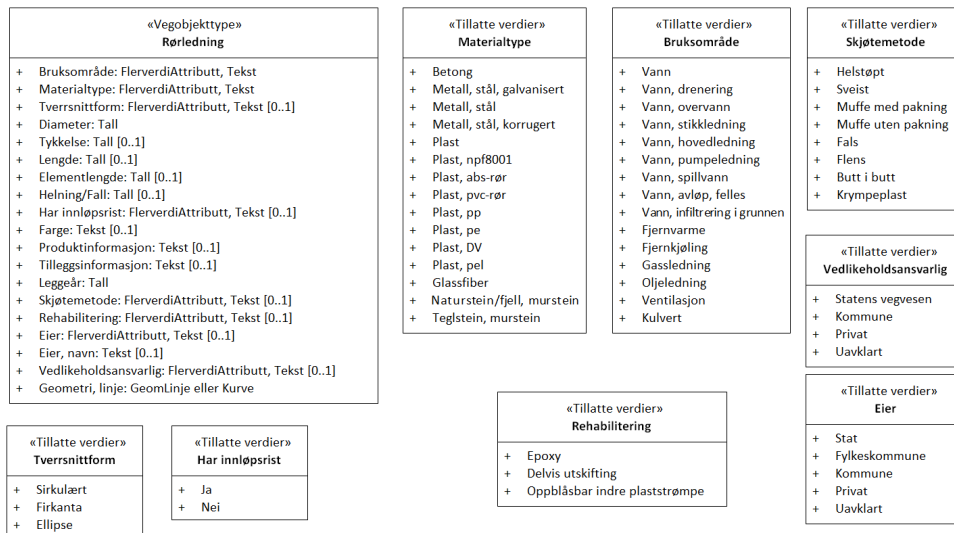 «Vegobjekttype»
Rørledning
+ Bruksområde: FlerverdiAttributt, Tekst
+ Materialtype: FlerverdiAttributt, Tekst
+ Tverrsnittform: FlerverdiAttributt, Tekst [0..1]
+ Diameter: Tall
+ Tykkelse: Tall [0..1]
+ Lengde: Tall [0..1]
+ Elementlengde: Tall [0..1]
+ Helning/Fall: Tall [0..1]
+ Har innløpsrist: FlerverdiAttributt, Tekst [0..1]
+ Farge: Tekst [0..1]
+ Produktinformasjon: Tekst [0..1]
+ Tilleggsinformasjon: Tekst [0..1]
+ Leggeår: Tall
+ Skjøtemetode: FlerverdiAttributt, Tekst [0..1]
+ Rehabilitering: FlerverdiAttributt, Tekst [0..1]
+ Eier: FlerverdiAttributt, Tekst [0..1]
+ Eier, navn: Tekst [0..1]
+ Vedlikeholdsansvarlig: FlerverdiAttributt, Tekst [0..1]
+ Geometri, linje: GeomLinje eller Kurve
«Tillatte verdier»
Materialtype
+ Betong
+ Metall, stål, galvanisert
+ Metall, stål
+ Metall, stål, korrugert
+ Plast
+ Plast, npf8001
+ Plast, abs-rør
+ Plast, pvc-rør
+ Plast, pp
+ Plast, pe
+ Plast, DV
+ Plast, pel
+ Glassfiber
+ Naturstein/fjell, murstein
+ Teglstein, murstein
«Tillatte verdier»
Bruksområde
+ Vann
+ Vann, drenering
+ Vann, overvann
+ Vann, stikkledning
+ Vann, hovedledning
+ Vann, pumpeledning
+ Vann, spillvann
+ Vann, avløp, felles
+ Vann, infiltrering i grunnen
+ Fjernvarme
+ Fjernkjøling
+ Gassledning
+ Oljeledning
+ Ventilasjon
+ Kulvert
«Tillatte verdier»
Skjøtemetode
+ Helstøpt
+ Sveist
+ Muffe med pakning
+ Muffe uten pakning
+ Fals
+ Flens
+ Butt i butt
+ Krympeplast
«Tillatte verdier»
Vedlikeholdsansvarlig
+ Statens vegvesen
+ Kommune
+ Privat
+ Uavklart
«Tillatte verdier»
Tverrsnittform
+ Sirkulært
+ Firkanta
+ Ellipse
«Tillatte verdier»
Har innløpsrist
+ Ja
+ Nei
«Tillatte verdier»
Rehabilitering
+ Epoxy
+ Delvis utskifting
+ Oppblåsbar indre plaststrømpe
«Tillatte verdier»
Eier
+ Stat
+ Fylkeskommune
+ Kommune
+ Privat
+ Uavklart